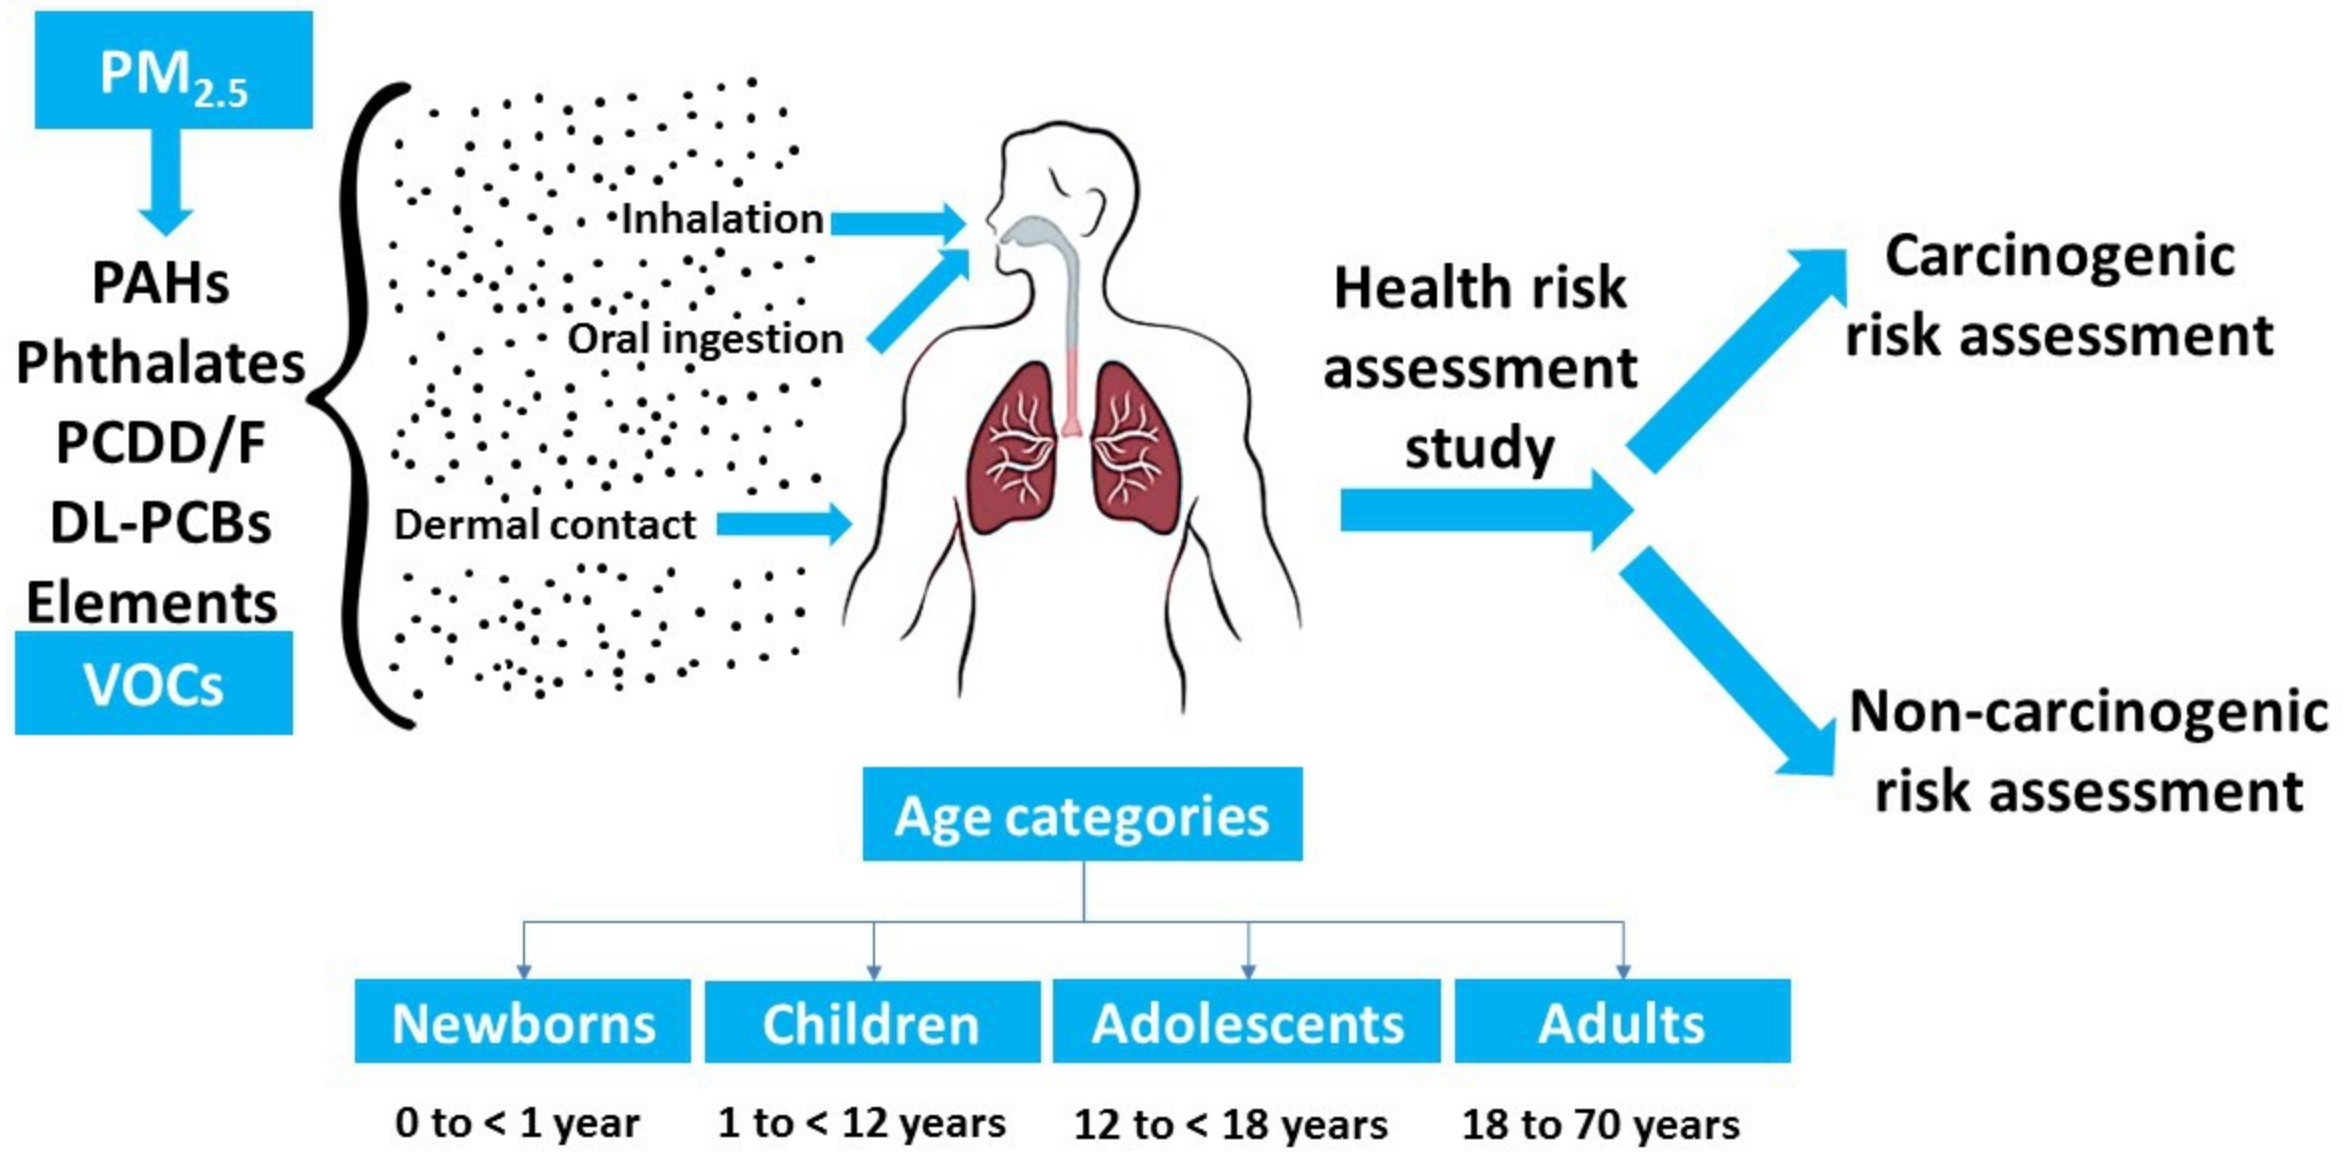 PM2.5
PAHs
Phthalates
PCDD/F
DL-PCBs
Elements
VOCs
Inhalation
Oral ingestion
Dermal contact
Health risk
assessment
study
Carcinogenic
risk assessment
Non-carcinogenic
risk assessment
Age categories
Newborns
Children
Adolescents
Adults
0 to < 1 year
1 to < 12 years
12 to < 18 years
18 to 70 years